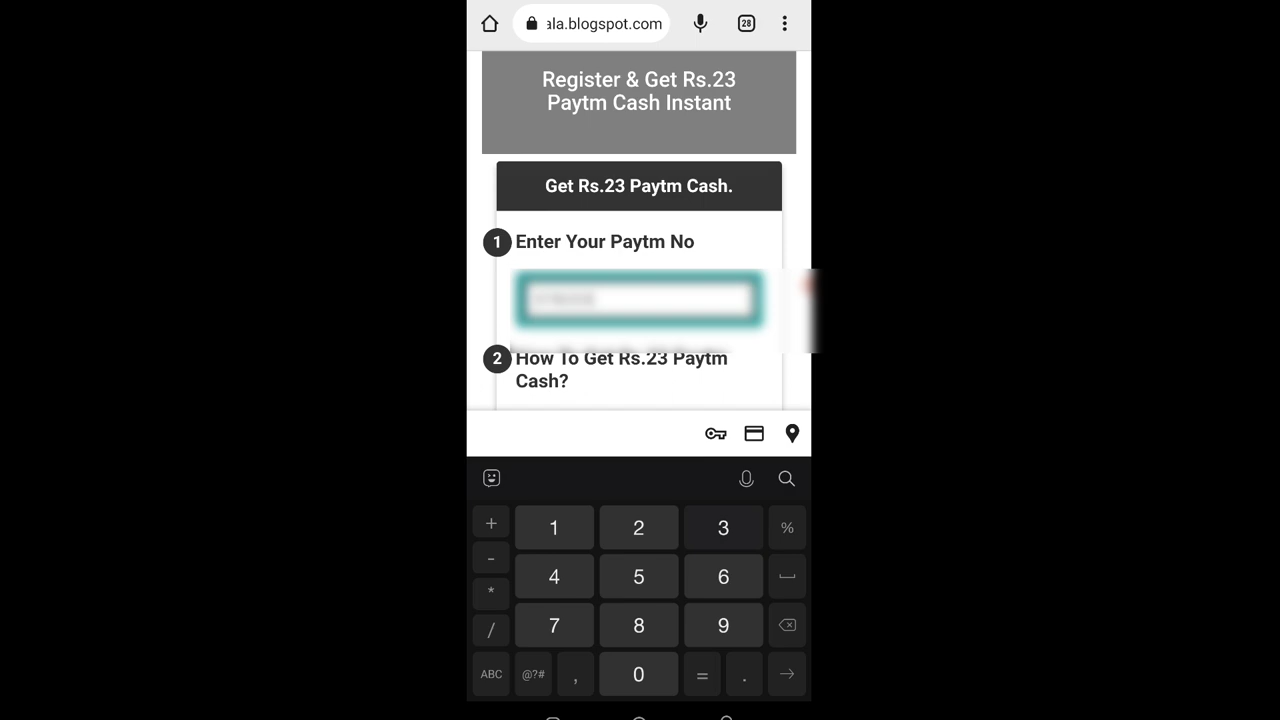 ala.blogspot.com
28
Register & Get Rs.23
Paytm Cash Instant
Get Rs.23 Paytm Cash.
1 Enter Your Paytm No
2 How To Get Rs.23 Paytm
Cash?
+ 1 2 3 %
- 4 5 6
* 7 8 9
/
ABC @?# , 0 = .